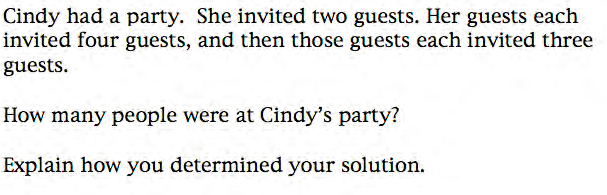 Cindy had a party.  She invited two guests. Her guests each
invited four guests, and then those guests each invited three
guests.
How many people were at Cindy’s party?
Explain how you determined your solution.